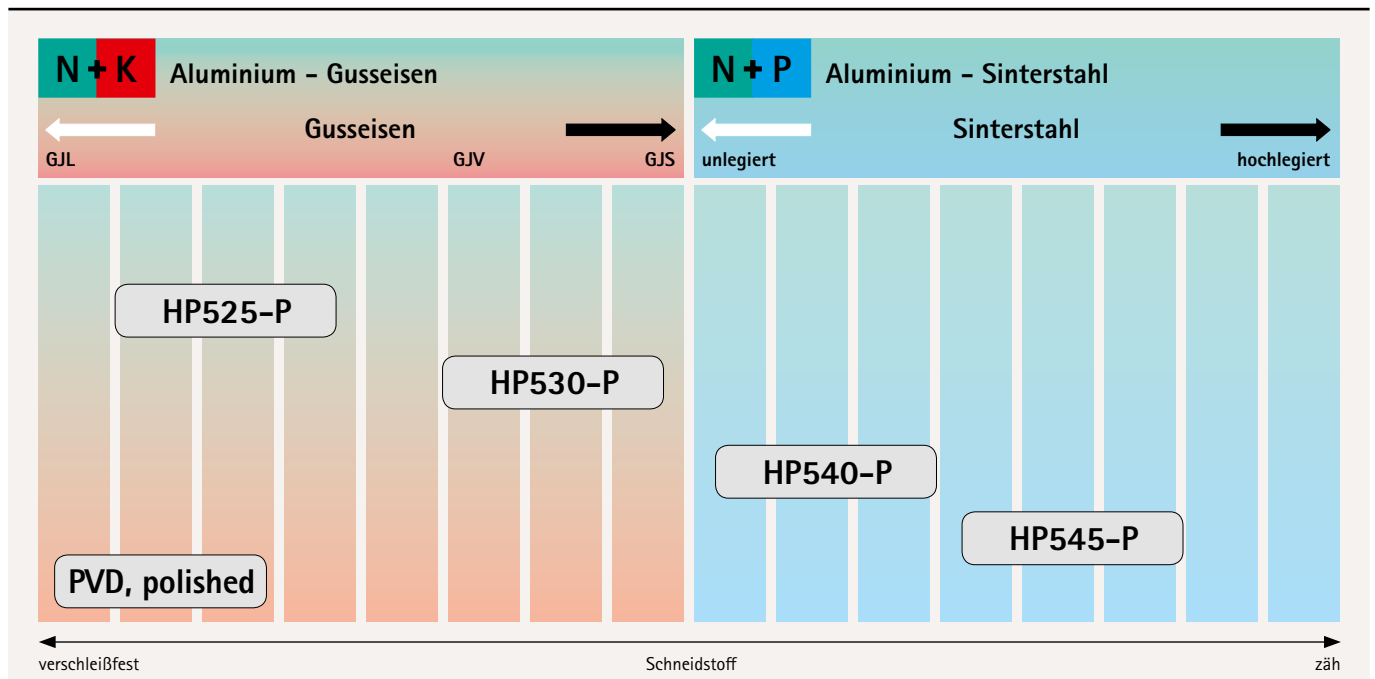 N + K Aluminium - Gusseisen
Gusseisen
GJL GJV GJS
N + P Aluminium - Sinterstahl
Sinterstahl
unlegiert hochlegiert
HP525-P
HP530-P
HP540-P
HP545-P
PVD, polished
verschleißfest Schneidstoff zäh